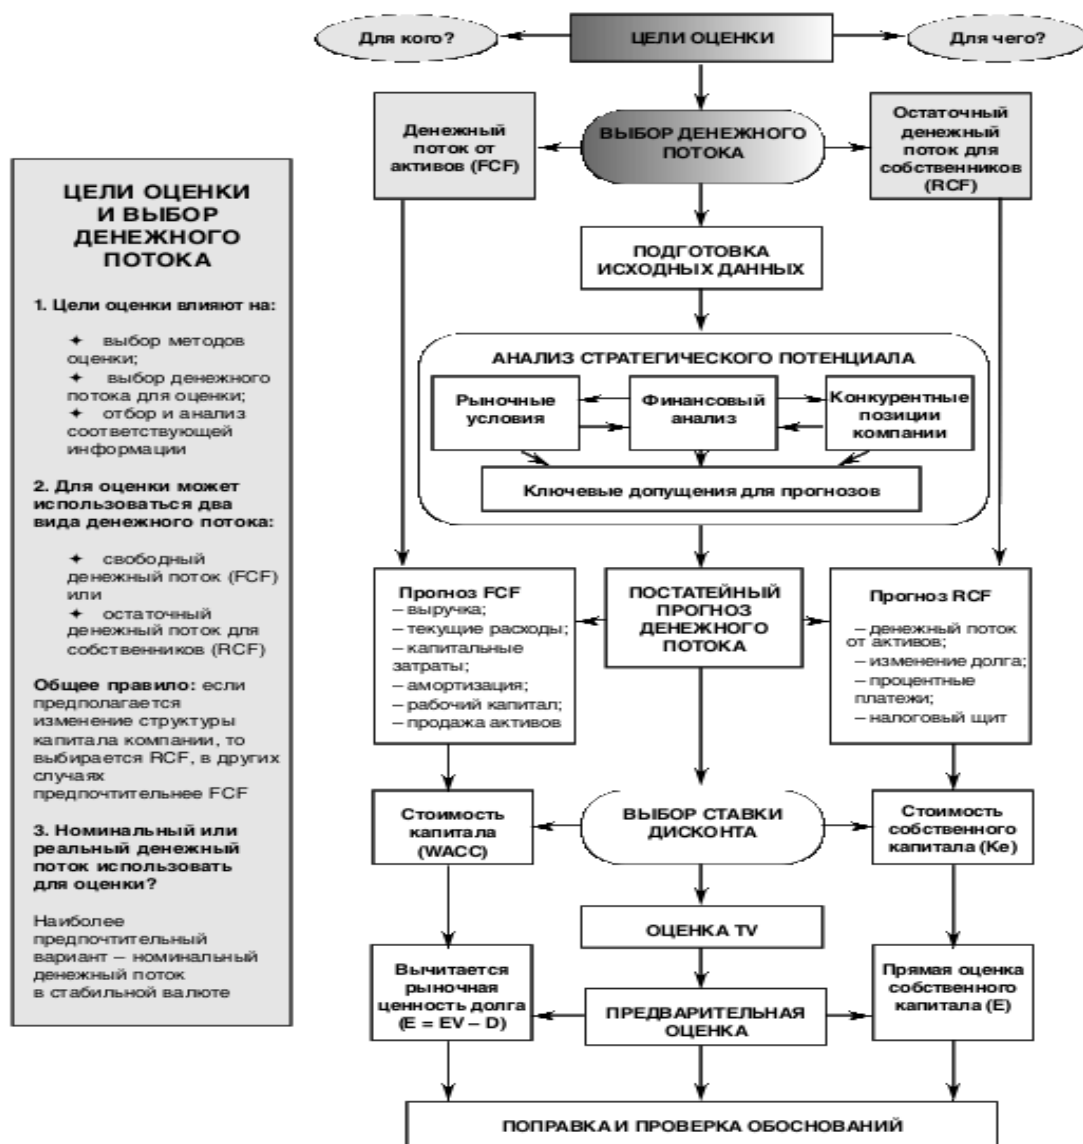 Для кого?
ЦЕЛИ ОЦЕНКИ
Для чего?
Денежный
поток от
активов (FCF)
ВЫБОР ДЕНЕЖНОГО
ПОТОКА
Остаточный
денежный
поток для
собственников
(RCF)
ЦЕЛИ ОЦЕНКИ
И ВЫБОР
ДЕНЕЖНОГО
ПОТОКА
1. Цели оценки влияют на:
✦ выбор методов
оценки;
✦ выбор денежного
потока для оценки;
✦ отбор и анализ
соответствующей
информации
2. Для оценки может
использоваться два
вида денежного потока:
✦ свободный
денежный поток (FCF)
или
✦ остаточный
денежный поток для
собственников (RCF)
Общее правило: если
предполагается
изменение структуры
капитала компании, то
выбирается RCF, в других
случаях
предпочтительнее FCF
3. Номинальный или
реальный денежный
поток использовать
для оценки?
Наиболее
предпочтительный
вариант – номинальный
денежный поток
в стабильной валюте
ПОДГОТОВКА
ИСХОДНЫХ ДАННЫХ
АНАЛИЗ СТРАТЕГИЧЕСКОГО ПОТЕНЦИАЛА
Рыночные
условия
Финансовый
анализ
Конкурентные
позиции
компании
Ключевые допущения для прогнозов
Прогноз FCF
– выручка;
– текущие расходы;
– капитальные
затраты;
– амортизация;
– рабочий капитал;
– продажа активов
ПОСТАТЕЙНЫЙ
ПРОГНОЗ
ДЕНЕЖНОГО
ПОТОКА
Прогноз RCF
– денежный поток
от активов;
– изменение долга;
– процентные
платежи;
– налоговый щит
Стоимость
капитала
(WACC)
ВЫБОР СТАВКИ
ДИСКОНТА
Стоимость
собственного
капитала (Ke)
ОЦЕНКА TV
Вычитается
рыночная
ценность долга
(E = EV – D)
ПРЕДВАРИТЕЛЬНАЯ
ОЦЕНКА
Прямая оценка
собственного
капитала (E)
ПОПРАВКА И ПРОВЕРКА ОБОСНОВАНИЙ